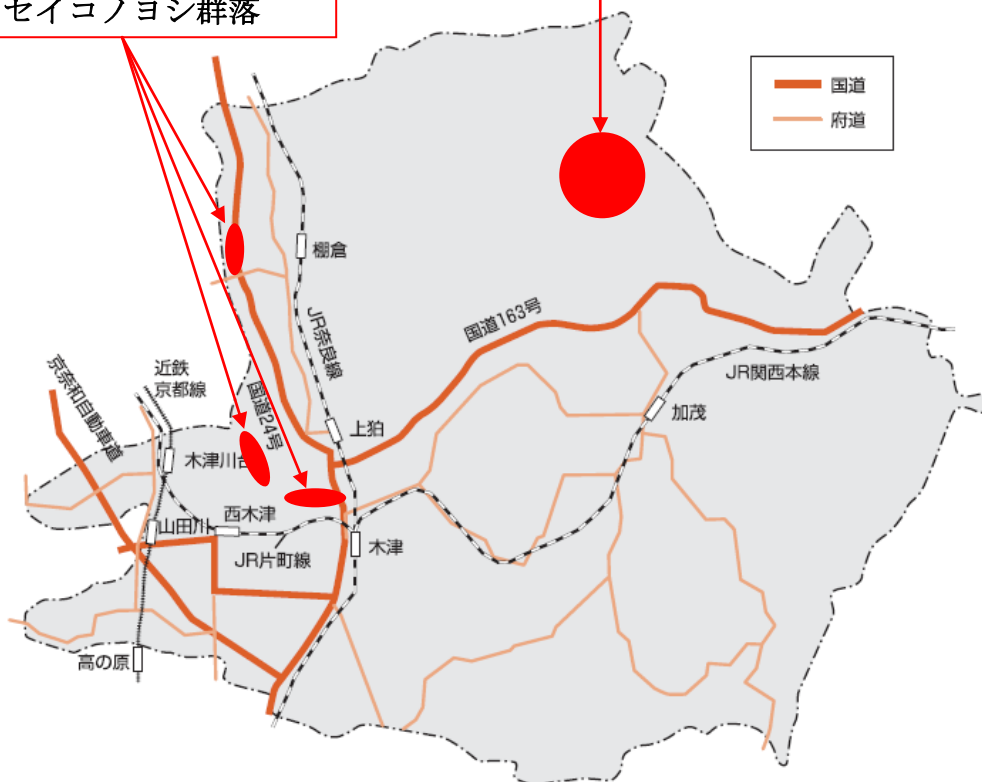 セイコノヨシ群落
国道
府道
棚倉
JR奈良線
国道163号
近鉄
京都線
京奈和自動車道
国道24号
JR関西本線
加茂
上狛
木津川台
西木津
山田川
JR片町線
木津
高の原